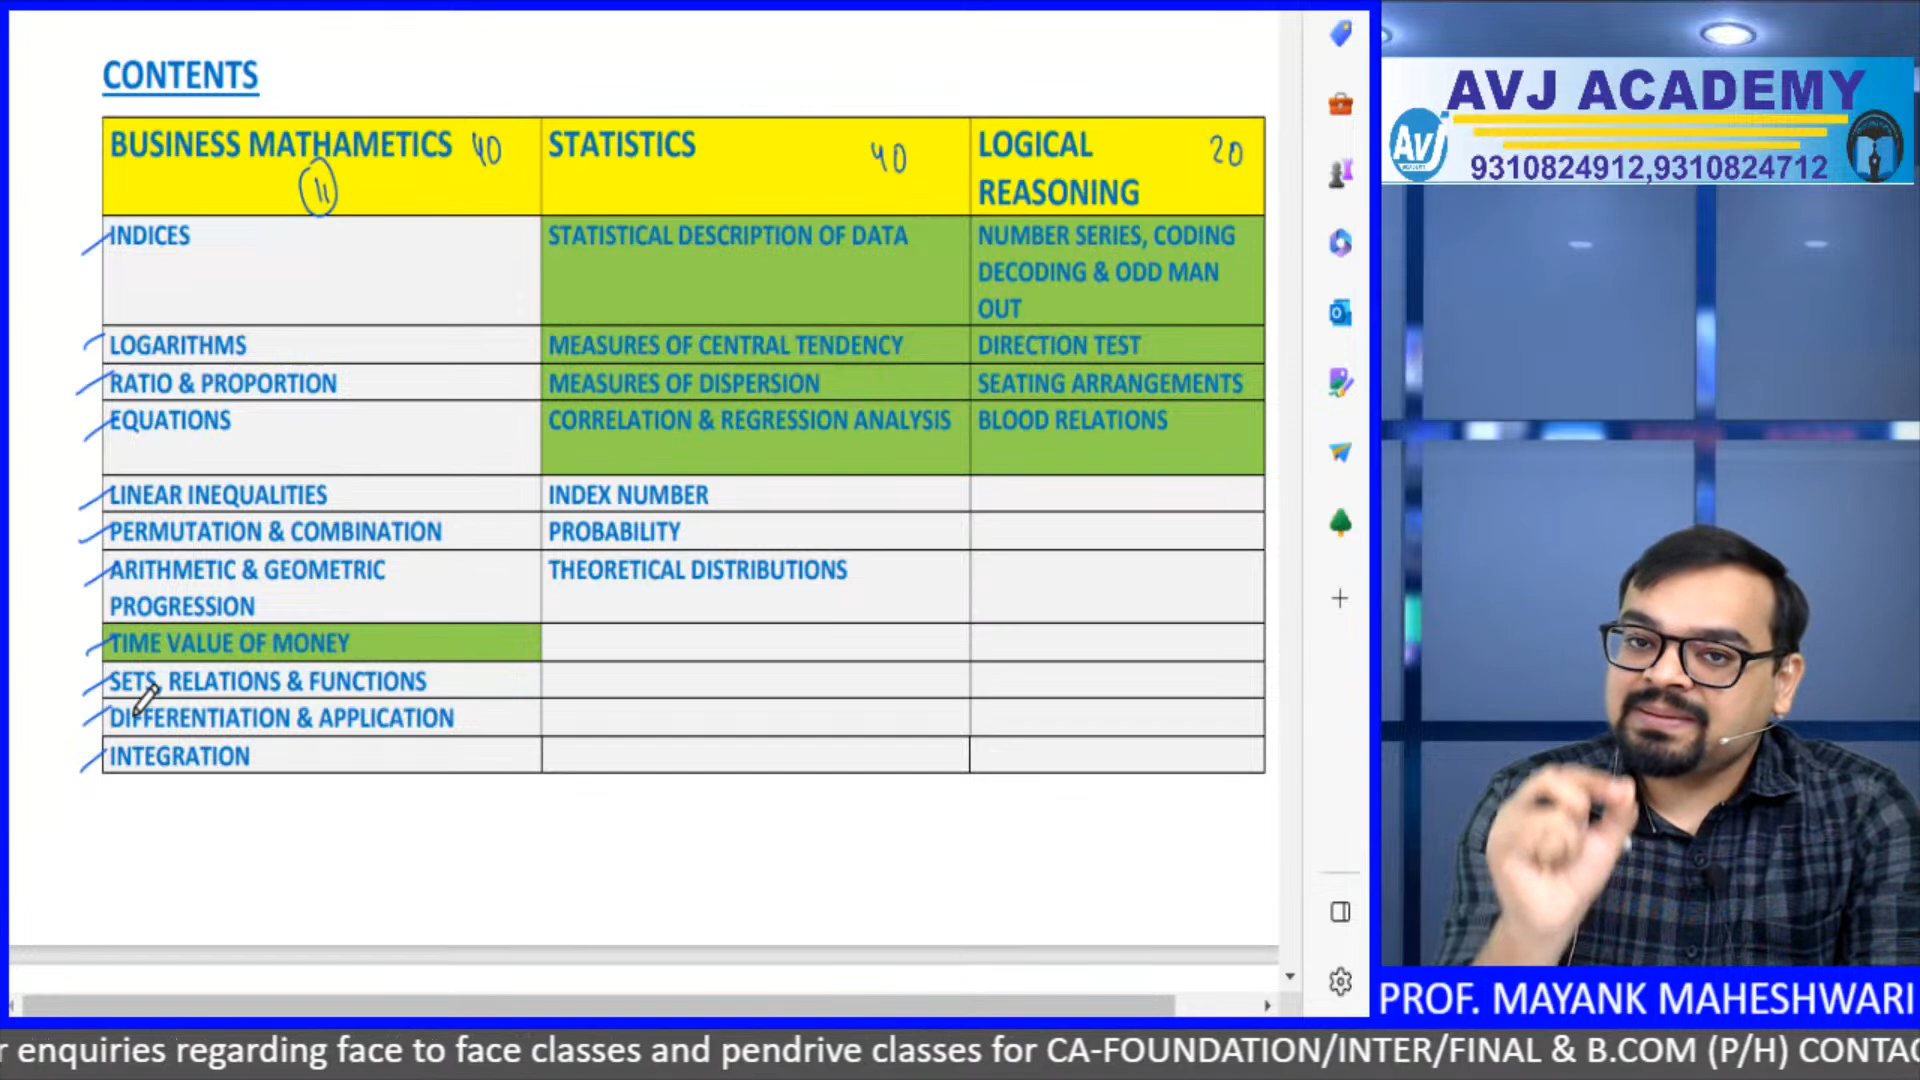 CONTENTS
BUSINESS MATHAMETICS 40
11
STATISTICS
40
LOGICAL 20
REASONING
INDICES
STATISTICAL DESCRIPTION OF DATA
NUMBER SERIES, CODING
DECODING & ODD MAN
OUT
LOGARITHMS
MEASURES OF CENTRAL TENDENCY
DIRECTION TEST
RATIO & PROPORTION
MEASURES OF DISPERSION
SEATING ARRANGEMENTS
EQUATIONS
CORRELATION & REGRESSION ANALYSIS
BLOOD RELATIONS
LINEAR INEQUALITIES
INDEX NUMBER
PERMUTATION & COMBINATION
PROBABILITY
ARITHMETIC & GEOMETRIC
PROGRESSION
THEORETICAL DISTRIBUTIONS
TIME VALUE OF MONEY
SETS, RELATIONS & FUNCTIONS
DIFFERENTIATION & APPLICATION
INTEGRATION
AVJ ACADEMY
AVJ
9310824912,9310824712
PROF. MAYANK MAHESHWARI
r enquiries regarding face to face classes and pendrive classes for CA-FOUNDATION/INTER/FINAL & B.COM (P/H) CONTAC